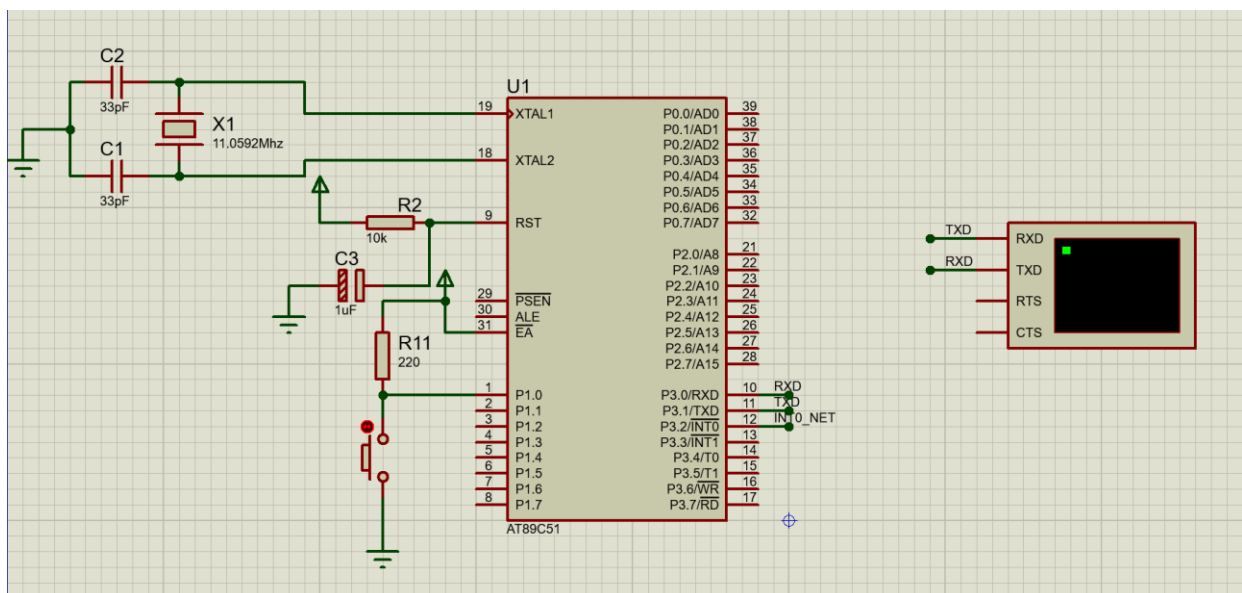 C2
33pF
X1
11.0592Mhz
C1
33pF
R2
10k
C3
1uF
R11
220
U1
19 XTAL1
18 XTAL2
9 RST
29 PSEN
30 ALE
31 EA
1 P1.0
2 P1.1
3 P1.2
4 P1.3
5 P1.4
6 P1.5
7 P1.6
8 P1.7
P0.0/AD0 39
P0.1/AD1 38
P0.2/AD2 37
P0.3/AD3 36
P0.4/AD4 35
P0.5/AD5 34
P0.6/AD6 33
P0.7/AD7 32
P2.0/A8 21
P2.1/A9 22
P2.2/A10 23
P2.3/A11 24
P2.4/A12 25
P2.5/A13 26
P2.6/A14 27
P2.7/A15 28
P3.0/RXD 10 RXD
P3.1/TXD 11 TXD
P3.2/INT0 12 INT0_NET
P3.3/INT1 13
P3.4/T0 14
P3.5/T1 15
P3.6/WR 16
P3.7/RD 17
AT89C51
TXD RXD
RXD TXD
RTS
CTS